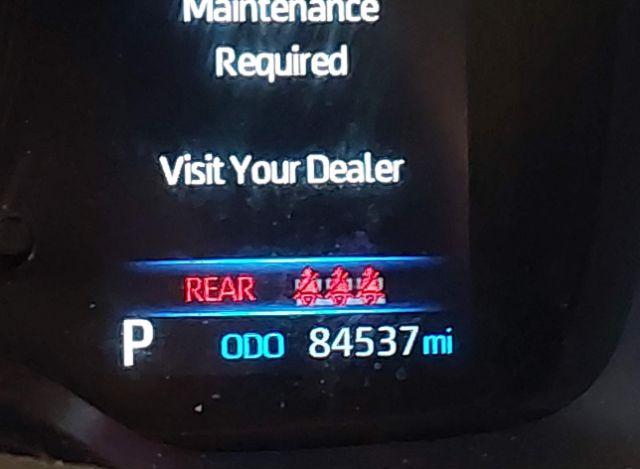 Maintenance
Required
Visit Your Dealer
REAR
P ODO 84537 mi